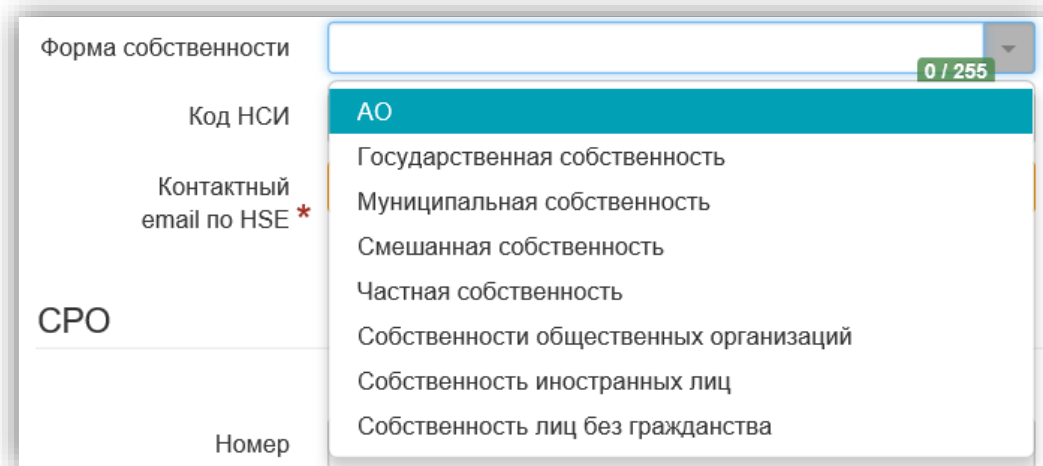 Форма собственности
0 / 255
Код НСИ
АО
Государственная собственность
Контактный
email по HSE *
Муниципальная собственность
Смешанная собственность
Частная собственность
СРО
Собственности общественных организаций
Собственность иностранных лиц
Собственность лиц без гражданства
Номер